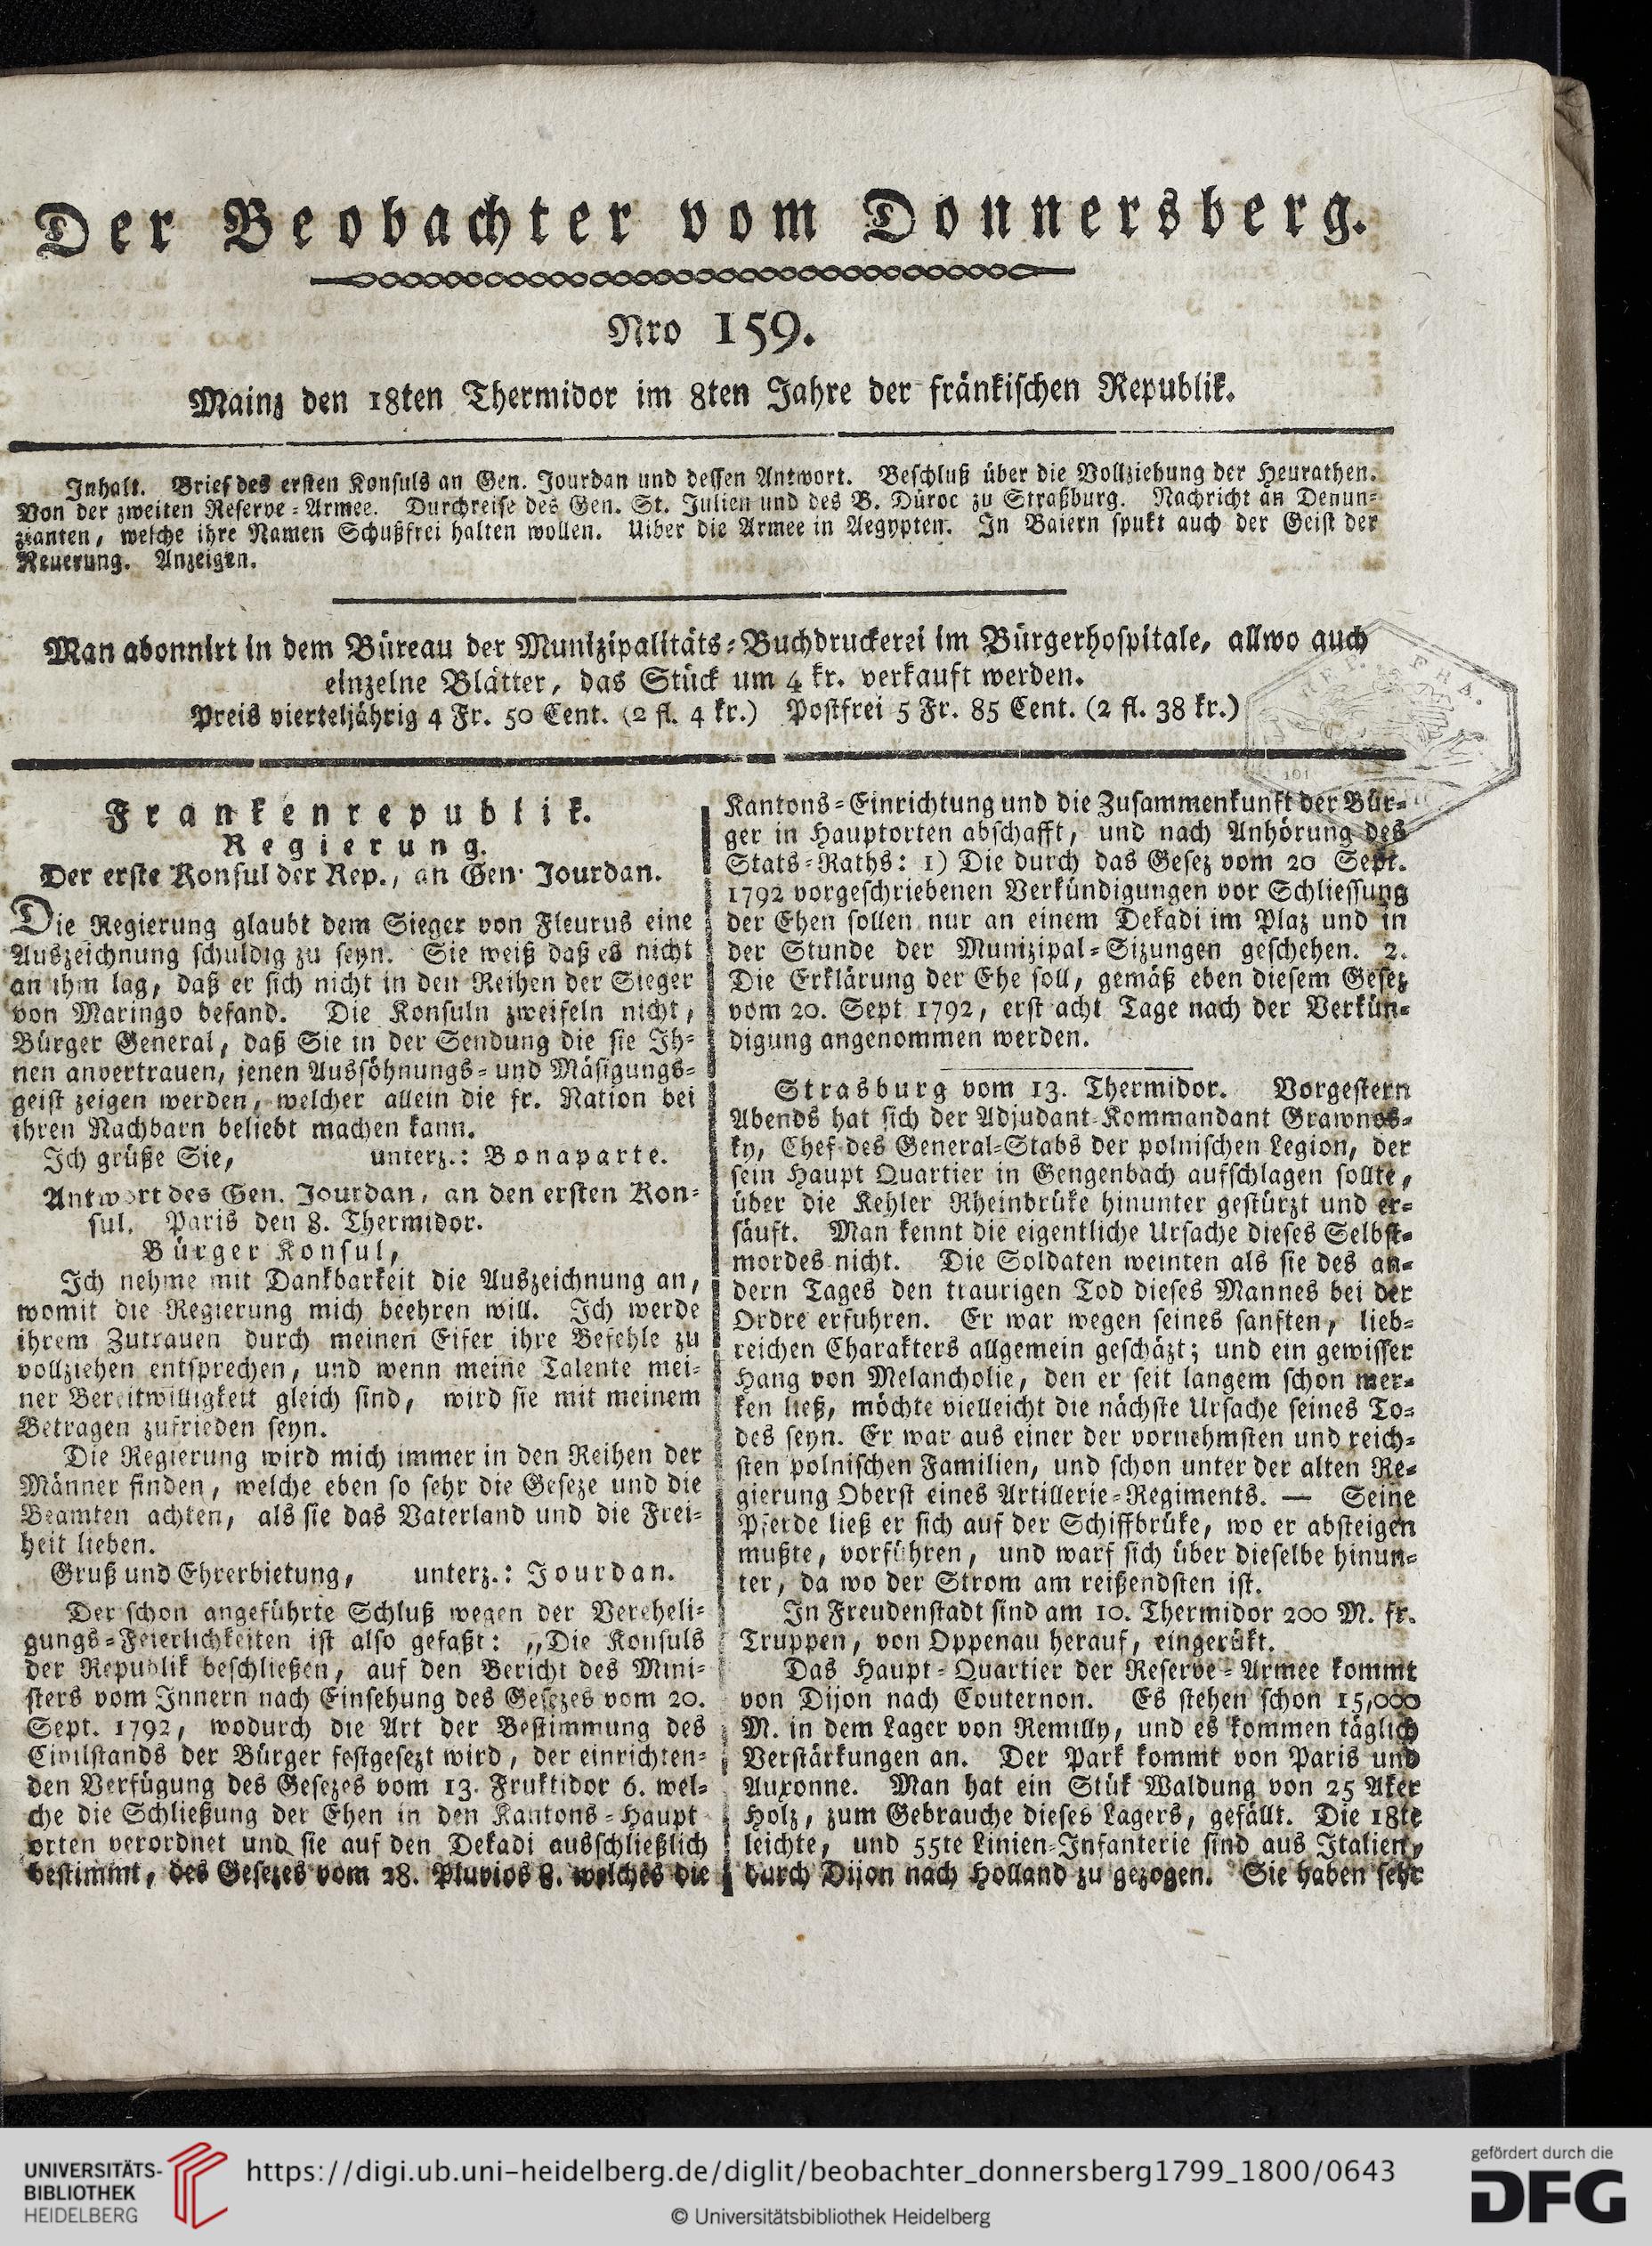 Der Beobachter vom Donnersberg.
Nro 159.
Mainz den 18ten Thermidor im 8ten Jahre der fränkischen Republik.
Inhalt. Brief des ersten Konsuls an Gen. Jourdan und dessen Antwort. Beschluß über die Vollziehung der Heurathen.
Von der zweiten Reserve-Armee. Durchreise des Gen. St. Julien und des B. Düroc zu Straßburg. Nachricht an Denun-
zianten, welche ihre Namen Schußfrei halten wollen. Uiber die Armee in Aegypten. In Baiern spukt auch der Geist der
Neuerung. Anzeigen.
Man abonnirt in dem Büreau der Munizipalitäts-Buchdruckerei im Bürgerhospitale, allwo auch
einzelne Blätter, das Stück um 4 kr. verkauft werden.
Preis vierteljährig 4 Fr. 50 Cent. (2 fl. 4 kr.) Postfrei 5 Fr. 85 Cent. (2 fl. 38 kr.)
Frankenrepublik.
Regierung.
Der erste Konsul der Rep., an Gen. Jourdan.
Die Regierung glaubt dem Sieger von Fleurus eine
Auszeichnung schuldig zu seyn. Sie weiß daß es nicht
an ihm lag, daß er sich nicht in den Reihen der Sieger
von Maringo befand. Die Konsuln zweifeln nicht,
Bürger General, daß Sie in der Sendung die sie Ih-
nen anvertrauen, jenen Aussöhnungs- und Mäsigungs-
geist zeigen werden, welcher allein die fr. Nation bei
ihren Nachbarn beliebt machen kann.
Ich grüße Sie, unterz.: Bonaparte.
Antwort des Gen. Jourdan, an den ersten Kon-
sul. Paris den 8. Thermidor.
Bürger Konsul,
Ich nehme mit Dankbarkeit die Auszeichnung an,
womit die Regierung mich beehren will. Ich werde
ihrem Zutrauen durch meinen Eifer ihre Befehle zu
vollziehen entsprechen, und wenn meine Talente mei-
ner Bereitwilligkeit gleich sind, wird sie mit meinem
Betragen zufrieden seyn.
Die Regierung wird mich immer in den Reihen der
Männer finden, welche eben so sehr die Geseze und die
Beamten achten, als sie das Vaterland und die Frei-
heit lieben.
Gruß und Ehrerbietung, unterz.: Jourdan.
Der schon angeführte Schluß wegen der Vereheli-
gungs-Feierlichkeiten ist also gefaßt: „Die Konsuls
der Republik beschließen, auf den Bericht des Mini-
sters vom Innern nach Einsehung des Gesezes vom 20.
Sept. 1792, wodurch die Art der Bestimmung des
Civilstands der Bürger festgesezt wird, der einrichten-
den Verfügung des Gesezes vom 13. Fruktidor 6. wel-
che die Schließung der Ehen in den Kantons-Haupt
orten verordnet und sie auf den Dekadi ausschließlich
bestimmt, des Gesezes vom 28. Pluvios 8. welches die
Kantons-Einrichtung und die Zusammenkunft der Bür-
ger in Hauptorten abschafft, und nach Anhörung des
Stats-Raths: 1) Die durch das Gesez vom 20 Sept.
1792 vorgeschriebenen Verkündigungen vor Schliessung
der Ehen sollen nur an einem Dekadi im Plaz und in
der Stunde der Munizipal-Sizungen geschehen. 2.
Die Erklärung der Ehe soll, gemäß eben diesem Gesez
vom 20. Sept 1792, erst acht Tage nach der Verkün-
digung angenommen werden.
Strasburg vom 13. Thermidor. Vorgestern
Abends hat sich der Adjudant-Kommandant Grawnos-
ky, Chef des General-Stabs der polnischen Legion, der
sein Haupt Quartier in Gengenbach aufschlagen sollte,
über die Kehler Rheinbrüke hinunter gestürzt und er-
säuft. Man kennt die eigentliche Ursache dieses Selbst-
mordes nicht. Die Soldaten weinten als sie des an-
dern Tages den traurigen Tod dieses Mannes bei der
Ordre erfuhren. Er war wegen seines sanften, lieb-
reichen Charakters allgemein geschäzt; und ein gewisser
Hang von Melancholie, den er seit langem schon mer-
ken ließ, möchte vielleicht die nächste Ursache seines To-
des seyn. Er war aus einer der vornehmsten und reich-
sten polnischen Familien, und schon unter der alten Re-
gierung Oberst eines Artillerie-Regiments. — Seine
Pferde ließ er sich auf der Schiffbrüke, wo er absteigen
mußte, vorführen, und warf sich über dieselbe hinun-
ter, da wo der Strom am reißendsten ist.
In Freudenstadt sind am 10. Thermidor 200 M. fr.
Truppen, von Oppenau herauf, eingerükt.
Das Haupt-Quartier der Reserve-Armee kommt
von Dijon nach Couternon. Es stehen schon 15,000
M. in dem Lager von Remilly, und es kommen täglich
Verstärkungen an. Der Park kommt von Paris und
Auxonne. Man hat ein Stük Waldung von 25 Aker
Holz, zum Gebrauche dieses Lagers, gefällt. Die 18te
leichte, und 55te Linien-Infanterie sind aus Italien,
durch Dijon nach Holland zu gezogen. Sie haben sehr
UNIVERSITÄTS-
BIBLIOTHEK
HEIDELBERG
https://digi.ub.uni-heidelberg.de/diglit/beobachter_donnersberg1799_1800/0643
© Universitätsbibliothek Heidelberg
gefördert durch die
DFG